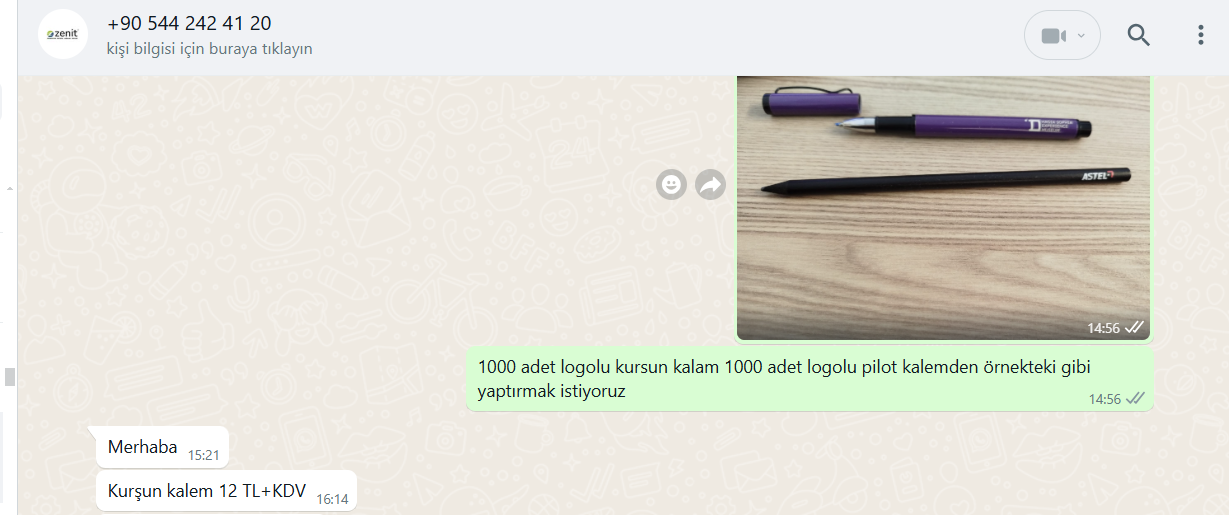 zenit
+90 544 242 41 20
kişi bilgisi için buraya tıklayın
ASTEL
14:56
1000 adet logolu kursun kalam 1000 adet logolu pilot kalemden örnekteki gibi
yaptırmak istiyoruz
14:56
Merhaba
15:21
Kurşun kalem 12 TL+KDV
16:14